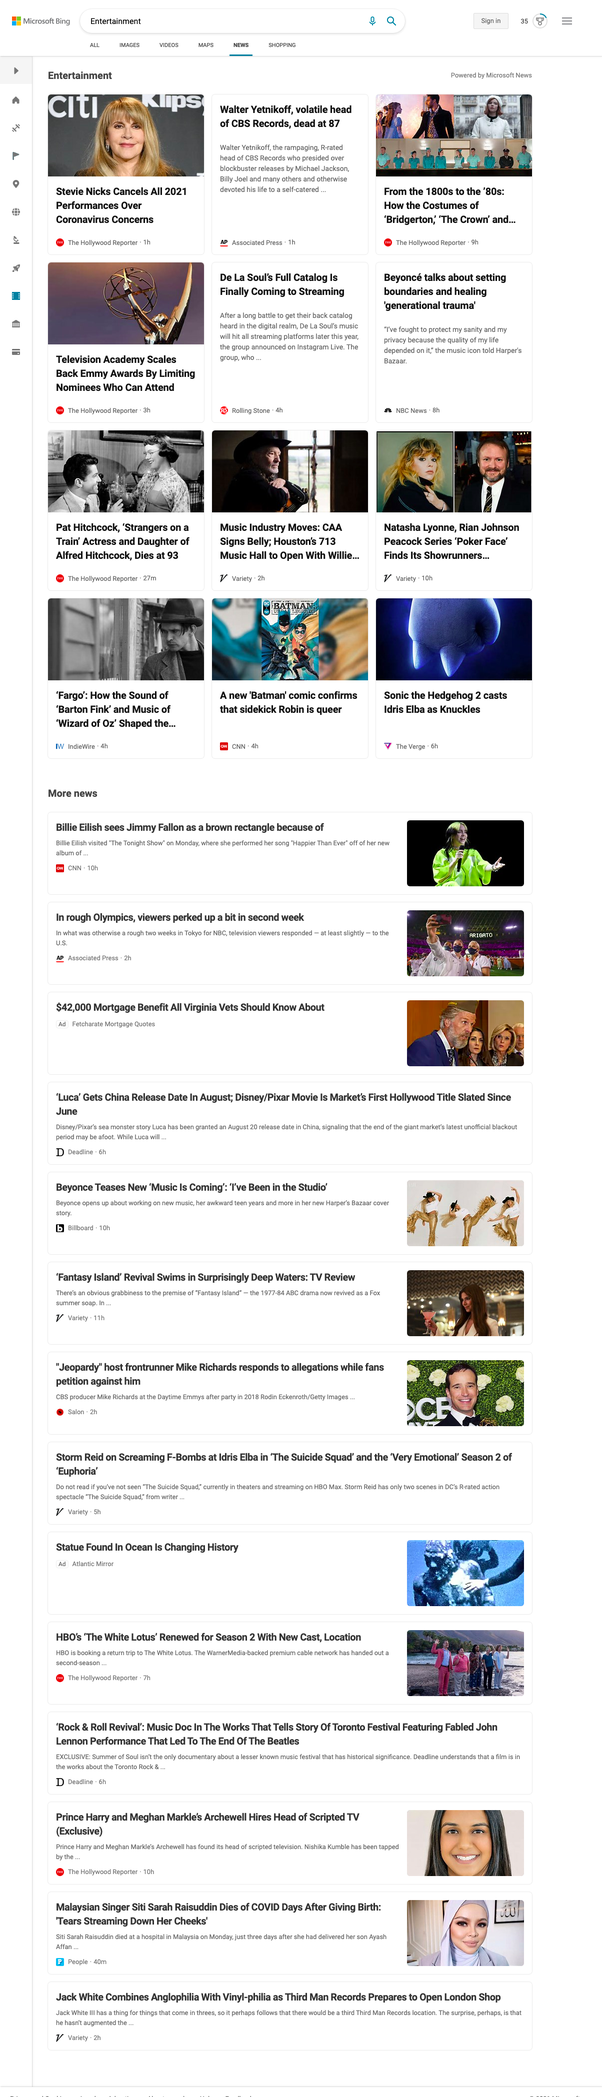 Microsoft Bing
Entertainment
Sign in
35
ALL
IMAGES
VIDEOS
MAPS
NEWS
SHOPPING
Entertainment
Powered by Microsoft News
Stevie Nicks Cancels All 2021
Performances Over
Coronavirus Concerns
The Hollywood Reporter · 1h
Walter Yetnikoff, volatile head
of CBS Records, dead at 87
Walter Yetnikoff, the rampaging, R-rated
head of CBS Records who presided over
blockbuster releases by Michael Jackson,
Billy Joel and many others and otherwise
devoted his life to a self-catered ...
AP Associated Press · 1h
From the 1800s to the ’80s:
How the Costumes of
‘Bridgerton,’ ‘The Crown’ and...
The Hollywood Reporter · 9h
Television Academy Scales
Back Emmy Awards By Limiting
Nominees Who Can Attend
The Hollywood Reporter · 3h
De La Soul’s Full Catalog Is
Finally Coming to Streaming
After a long battle to get their back catalog
heard in the digital realm, De La Soul's music
will hit all streaming platforms later this year,
the group announced on Instagram Live. The
group, who ...
Rolling Stone · 4h
Beyoncé talks about setting
boundaries and healing
'generational trauma'
"I've fought to protect my sanity and my
privacy because the quality of my life
depended on it," the music icon told Harper's
Bazaar.
NBC News · 8h
Pat Hitchcock, ‘Strangers on a
Train’ Actress and Daughter of
Alfred Hitchcock, Dies at 93
The Hollywood Reporter · 27m
Music Industry Moves: CAA
Signs Belly; Houston’s 713
Music Hall to Open With Willie...
Variety · 2h
Natasha Lyonne, Rian Johnson
Peacock Series ‘Poker Face’
Finds Its Showrunners...
Variety · 10h
‘Fargo’: How the Sound of
‘Barton Fink’ and Music of
‘Wizard of Oz’ Shaped the...
IndieWire · 4h
BATMAN
A new 'Batman' comic confirms
that sidekick Robin is queer
CNN · 4h
Sonic the Hedgehog 2 casts
Idris Elba as Knuckles
The Verge · 6h
More news
Billie Eilish sees Jimmy Fallon as a brown rectangle because of
Billie Eilish visited "The Tonight Show" on Monday, where she performed her song "Happier Than Ever" off of her new
album of ...
CNN · 10h
In rough Olympics, viewers perked up a bit in second week
In what was otherwise a rough two weeks in Tokyo for NBC, television viewers responded — at least slightly — to the
U.S.
AP Associated Press · 2h
ARIGATO
$42,000 Mortgage Benefit All Virginia Vets Should Know About
Ad Fetcharate Mortgage Quotes
‘Luca’ Gets China Release Date In August; Disney/Pixar Movie Is Market’s First Hollywood Title Slated Since
June
Disney/Pixar's sea monster story Luca has been granted an August 20 release date in China, signaling that the end of the giant market's latest unofficial blackout
period may be afoot. While Luca will ...
Deadline · 6h
Beyonce Teases New ‘Music Is Coming’: ‘I’ve Been in the Studio’
Beyonce opens up about working on new music, her awkward teen years and more in her new Harper's Bazaar cover
story.
Billboard · 10h
‘Fantasy Island’ Revival Swims in Surprisingly Deep Waters: TV Review
There's an obvious grabbiness to the premise of "Fantasy Island" — the 1977-84 ABC drama now revived as a Fox
summer soap. In ...
Variety · 11h
"Jeopardy" host frontrunner Mike Richards responds to allegations while fans
petition against him
CBS producer Mike Richards at the Daytime Emmys after party in 2018 Rodin Eckenroth/Getty Images ...
Salon · 2h
Storm Reid on Screaming F-Bombs at Idris Elba in ‘The Suicide Squad’ and the ‘Very Emotional’ Season 2 of
‘Euphoria’
Do not read if you've not seen "The Suicide Squad," currently in theaters and streaming on HBO Max. Storm Reid has only two scenes in DC's R-rated action
spectacle "The Suicide Squad," from writer ...
Variety · 5h
Statue Found In Ocean Is Changing History
Ad Atlantic Mirror
HBO’s ‘The White Lotus’ Renewed for Season 2 With New Cast, Location
HBO is booking a return trip to The White Lotus. The WarnerMedia-backed premium cable network has handed out a
second-season ...
The Hollywood Reporter · 7h
‘Rock & Roll Revival’: Music Doc In The Works That Tells Story Of Toronto Festival Featuring Fabled John
Lennon Performance That Led To The End Of The Beatles
EXCLUSIVE: Summer of Soul isn't the only documentary about a lesser known music festival that has historical significance. Deadline understands that a film is in
the works about the Toronto Rock & ...
Deadline · 6h
Prince Harry and Meghan Markle’s Archewell Hires Head of Scripted TV
(Exclusive)
Prince Harry and Meghan Markle's Archewell has found its head of scripted television. Nishika Kumble has been tapped
by the ...
The Hollywood Reporter · 10h
Malaysian Singer Siti Sarah Raisuddin Dies of COVID Days After Giving Birth:
'Tears Streaming Down Her Cheeks'
Siti Sarah Raisuddin died at a hospital in Malaysia on Monday, just three days after she had delivered her son Ayash
Affan ...
People · 40m
Jack White Combines Anglophilia With Vinyl-philia as Third Man Records Prepares to Open London Shop
Jack White III has a thing for things that come in threes, so it perhaps follows that there would be a third Third Man Records location. The surprise, perhaps, is that
he hasn't augmented the ...
Variety · 2h